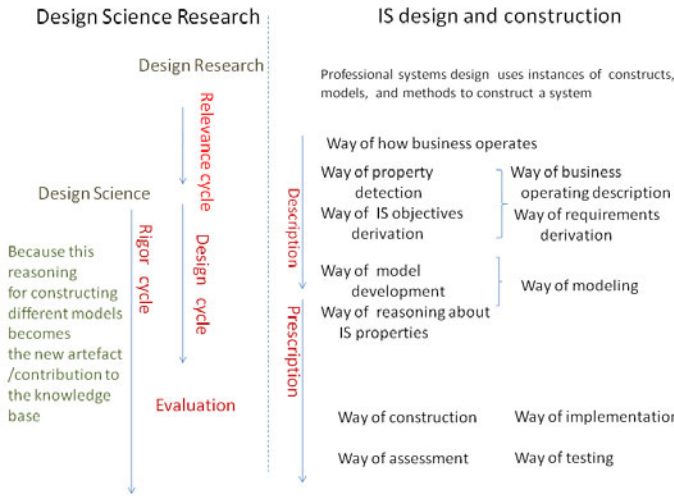 Design Science Research
Design Research
Relevance cycle
Design Science
Rigor cycle
Design cycle
Because this
reasoning
for constructing
different models
becomes
the new artefact
/contribution to
the knowledge
base
Evaluation
IS design and construction
Professional systems design uses instances of constructs,
models, and methods to construct a system
Description
Prescription
Way of how business operates
Way of property
detection
Way of IS objectives
derivation
Way of business
operating description
Way of requirements
derivation
Way of model
development
Way of reasoning about
IS properties
Way of modeling
Way of construction
Way of implementation
Way of assessment
Way of testing